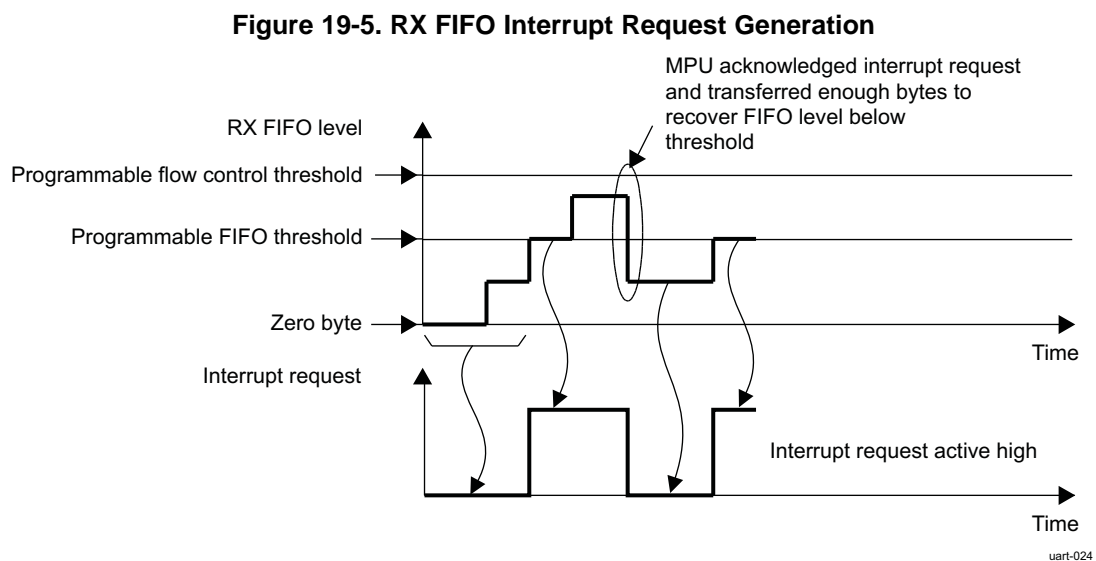 Figure 19-5. RX FIFO Interrupt Request Generation
MPU acknowledged interrupt request
and transferred enough bytes to
recover FIFO level below
threshold
RX FIFO level
Programmable flow control threshold
Programmable FIFO threshold
Zero byte
Time
Interrupt request
Interrupt request active high
Time
uart-024